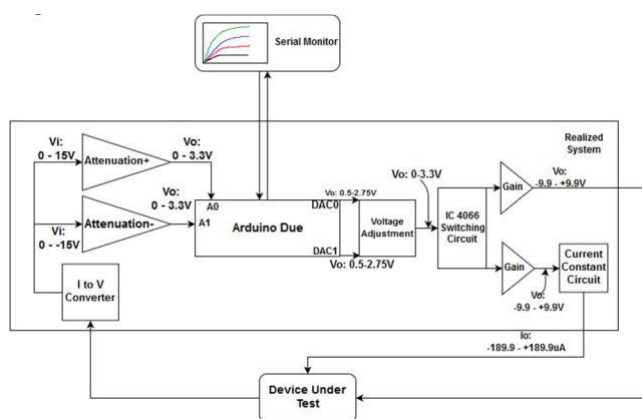 Serial Monitor
Realized
System
Vi:
0 - 15V
Attenuation+
Vo:
0 - 3.3V
Vi:
0 - -15V
Attenuation-
Vo:
0 - 3.3V
A0
A1
Arduino Due
DAC0
DAC1
Vo: 0.5-2.75V
Vo: 0.5-2.75V
Voltage
Adjustment
Vo: 0-3.3V
IC 4066
Switching
Circuit
Gain
Vo:
-9.9 - +9.9V
Gain
Vo:
-9.9 - +9.9V
Current
Constant
Circuit
I to V
Converter
Io:
-189.9 - +189.9uA
Device Under
Test